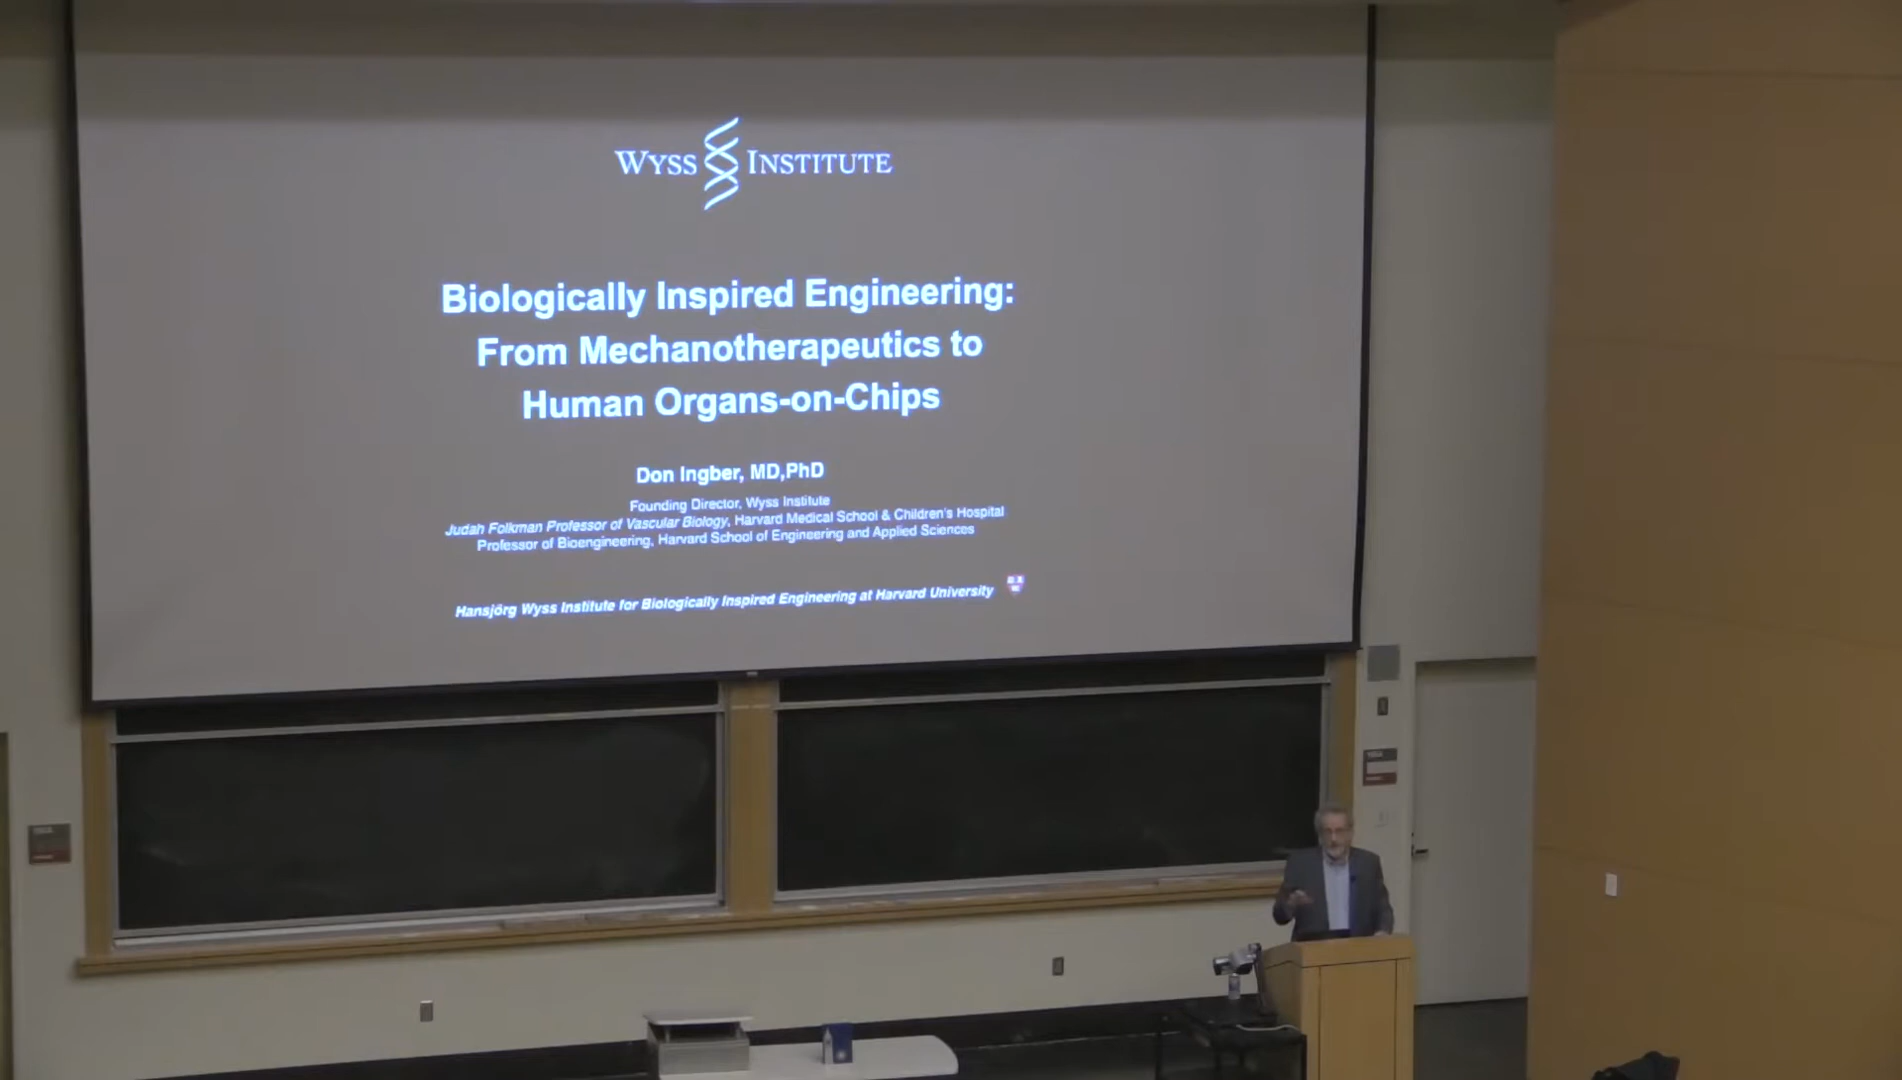 WYSS INSTITUTE
Biologically Inspired Engineering:
From Mechanotherapeutics to
Human Organs-on-Chips
Don Ingber, MD,PhD
Founding Director, Wyss Institute
Judah Folkman Professor of Vascular Biology, Harvard Medical School & Children's Hospital
Professor of Bioengineering, Harvard School of Engineering and Applied Sciences
Hansjörg Wyss Institute for Biologically Inspired Engineering at Harvard University